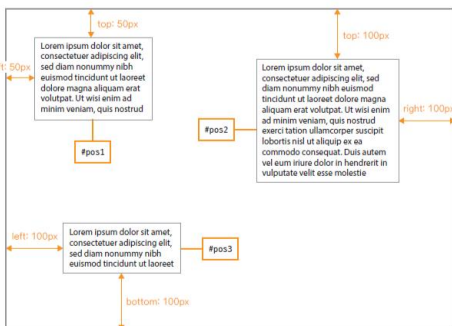 top: 50px
top: 100px
Lorem ipsum dolor sit amet,
consectetuer adipiscing elit,
sed diam nonummy nibh
euismod tincidunt ut laoreet
dolore magna aliquam erat
volutpat. Ut wisi enim ad
minim veniam, quis nostrud
ft: 50px
#pos1
Lorem ipsum dolor sit amet,
consectetuer adipiscing elit, sed
diam nonummy nibh euismod
tincidunt ut laoreet dolore magna
aliquam erat volutpat. Ut wisi enim
ad minim veniam, quis nostrud
exerci tation ullamcorper suscipit
lobortis nisl ut aliquip ex ea
commodo consequat. Duis autem
vel eum iriure dolor in hendrerit in
vulputate velit esse molestie
#pos2
right: 100px
Lorem ipsum dolor sit amet,
consectetuer adipiscing elit,
sed diam nonummy nibh
euismod tincidunt ut laoreet
left: 100px
#pos3
bottom: 100px